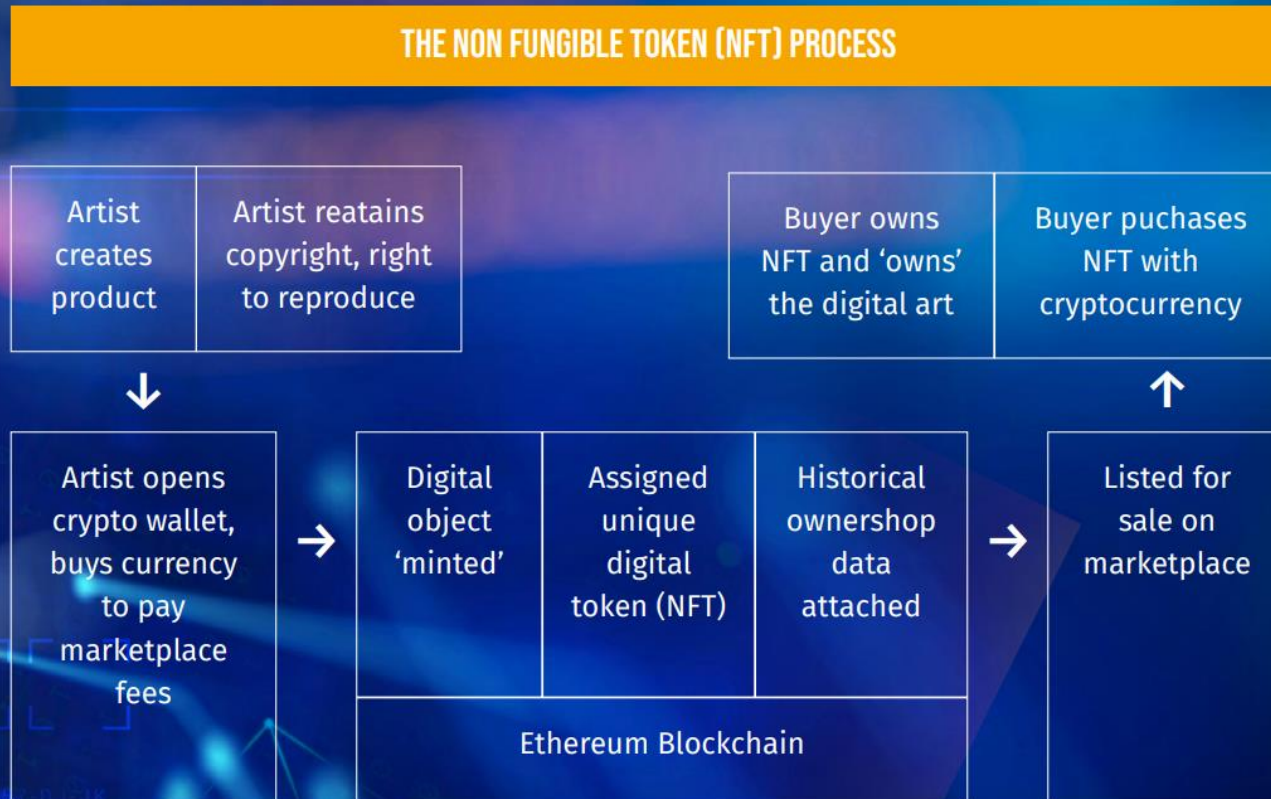 THE NON FUNGIBLE TOKEN (NFT) PROCESS
Artist
creates
product
Artist reatains
copyright, right
to reproduce
Buyer owns
NFT and ‘owns’
the digital art
Buyer puchases
NFT with
cryptocurrency
Artist opens
crypto wallet,
buys currency
to pay
marketplace
fees
Digital
object
‘minted’
Assigned
unique
digital
token (NFT)
Historical
ownershop
data
attached
Ethereum Blockchain
Listed for
sale on
marketplace